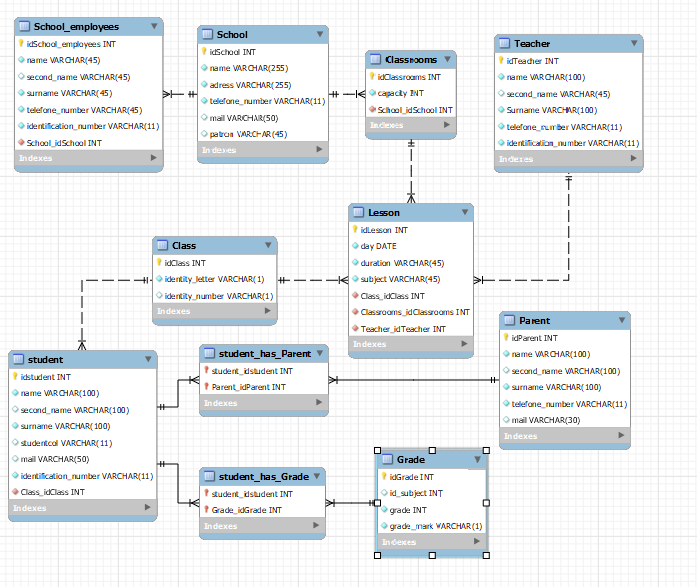 School_employees
idSchool_employees INT
name VARCHAR(45)
second_name VARCHAR(45)
surname VARCHAR(45)
telefone_number VARCHAR(45)
identification_number VARCHAR(11)
School_idSchool INT
Indexes
School
idSchool INT
name VARCHAR(255)
adress VARCHAR(255)
telefone_number VARCHAR(11)
mail VARCHAR(50)
patron VARCHAR(45)
Indexes
Classrooms
idClassrooms INT
capacity INT
School_idSchool INT
Indexes
Teacher
idTeacher INT
name VARCHAR(100)
second_name VARCHAR(45)
Surname VARCHAR(100)
telefone_number VARCHAR(11)
identification_number VARCHAR(11)
Indexes
Class
idClass INT
identity_letter VARCHAR(1)
identity_number VARCHAR(1)
Indexes
Lesson
idLesson INT
day DATE
duration VARCHAR(45)
subject VARCHAR(45)
Class_idClass INT
Classrooms_idClassrooms INT
Teacher_idTeacher INT
Indexes
Parent
idParent INT
name VARCHAR(100)
second_name VARCHAR(100)
surname VARCHAR(100)
telefone_number VARCHAR(11)
mail VARCHAR(30)
Indexes
student
idstudent INT
name VARCHAR(100)
second_name VARCHAR(100)
surname VARCHAR(100)
studentcol VARCHAR(11)
mail VARCHAR(50)
identification_number VARCHAR(11)
Class_idClass INT
Indexes
student_has_Parent
student_idstudent INT
Parent_idParent INT
Indexes
student_has_Grade
student_idstudent INT
Grade_idGrade INT
Indexes
Grade
idGrade INT
id_subject INT
grade INT
grade_mark VARCHAR(1)
Indexes